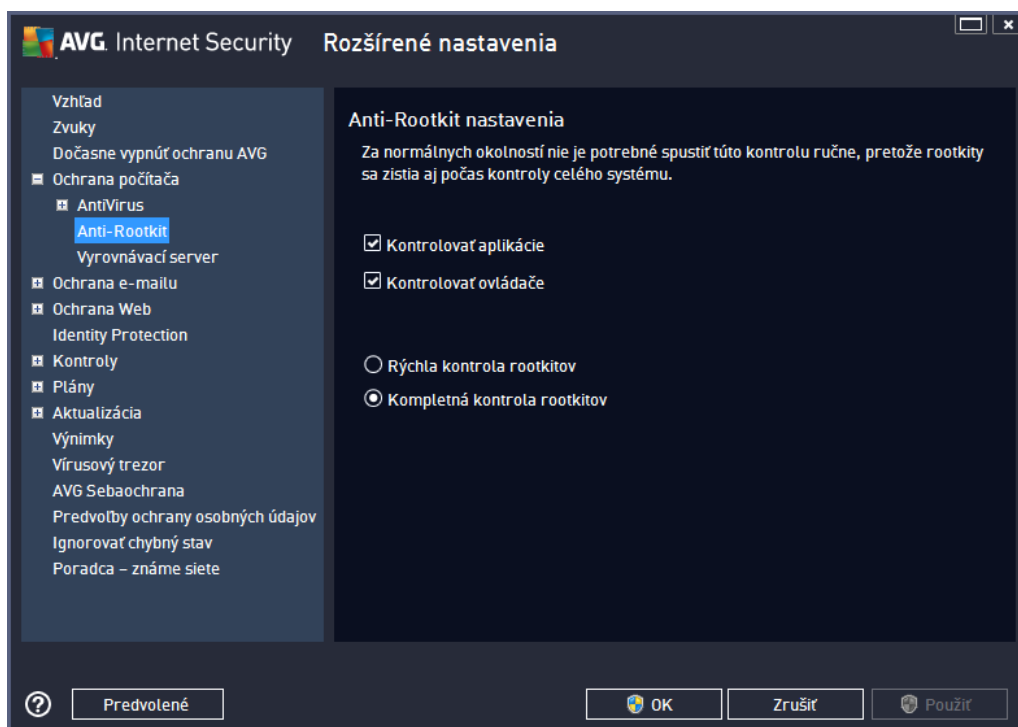 AVG. Internet Security Rozšírené nastavenia
Vzhľad
Zvuky
Dočasne vypnúť ochranu AVG
Ochrana počítača
AntiVirus
Anti-Rootkit
Vyrovnávací server
Ochrana e-mailu
Ochrana Web
Identity Protection
Kontroly
Plány
Aktualizácia
Výnimky
Vírusový trezor
AVG Sebaochrana
Predvoľby ochrany osobných údajov
Ignorovať chybný stav
Poradca – známe siete
Anti-Rootkit nastavenia
Za normálnych okolností nie je potrebné spustiť túto kontrolu ručne, pretože rootkity
sa zistia aj počas kontroly celého systému.
Kontrolovať aplikácie
Kontrolovať ovládače
Rýchla kontrola rootkitov
Kompletná kontrola rootkitov
Predvolené
OK
Zrušiť
Použiť